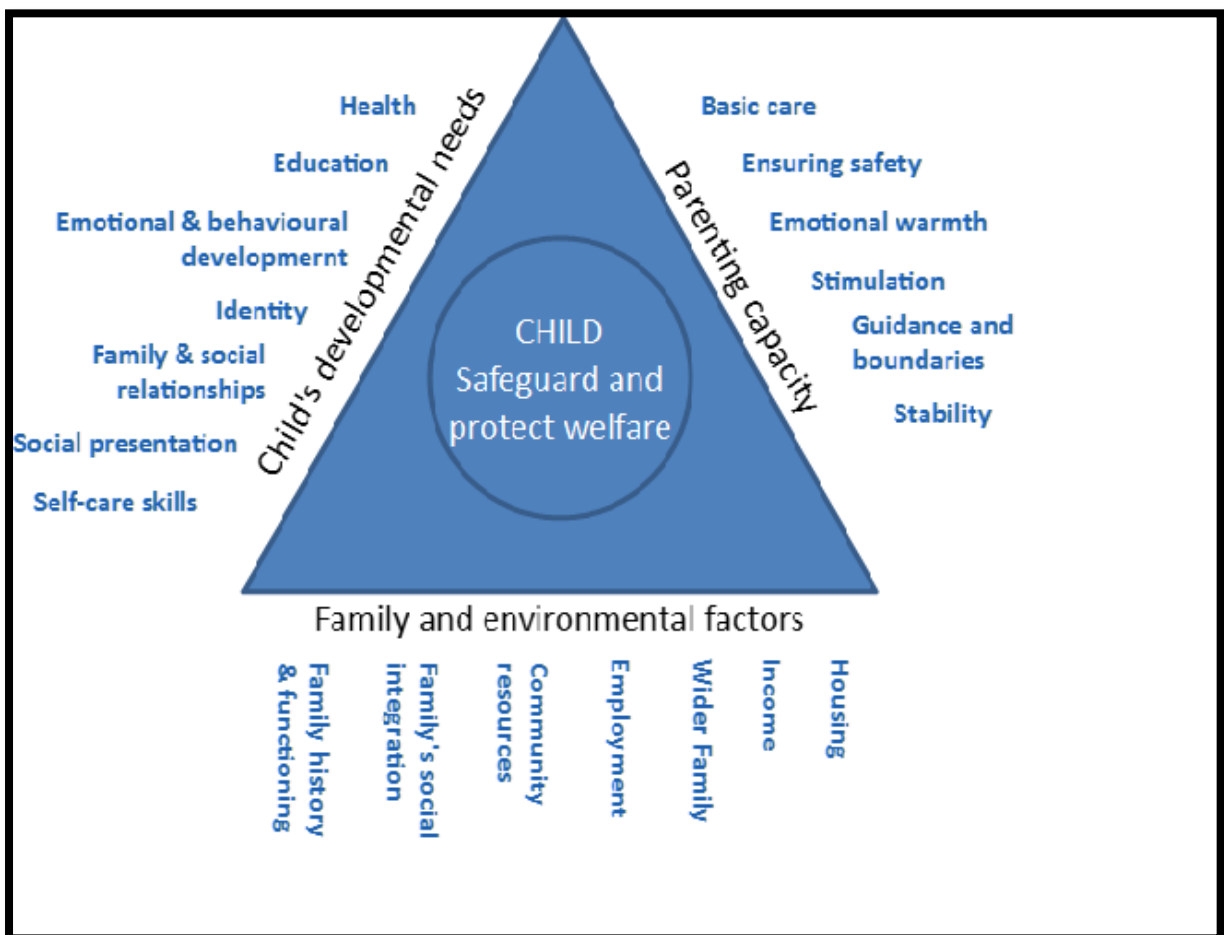 Health
Education
Emotional & behavioural
developmernt
Identity
Family & social
relationships
Social presentation
Self-care skills
Child's developmental needs
CHILD
Safeguard and
protect welfare
Parenting capacity
Basic care
Ensuring safety
Emotional warmth
Stimulation
Guidance and
boundaries
Stability
Family and environmental factors
Family history
& functioning
Family's social
integration
Community
resources
Employment
Wider Family
Income
Housing